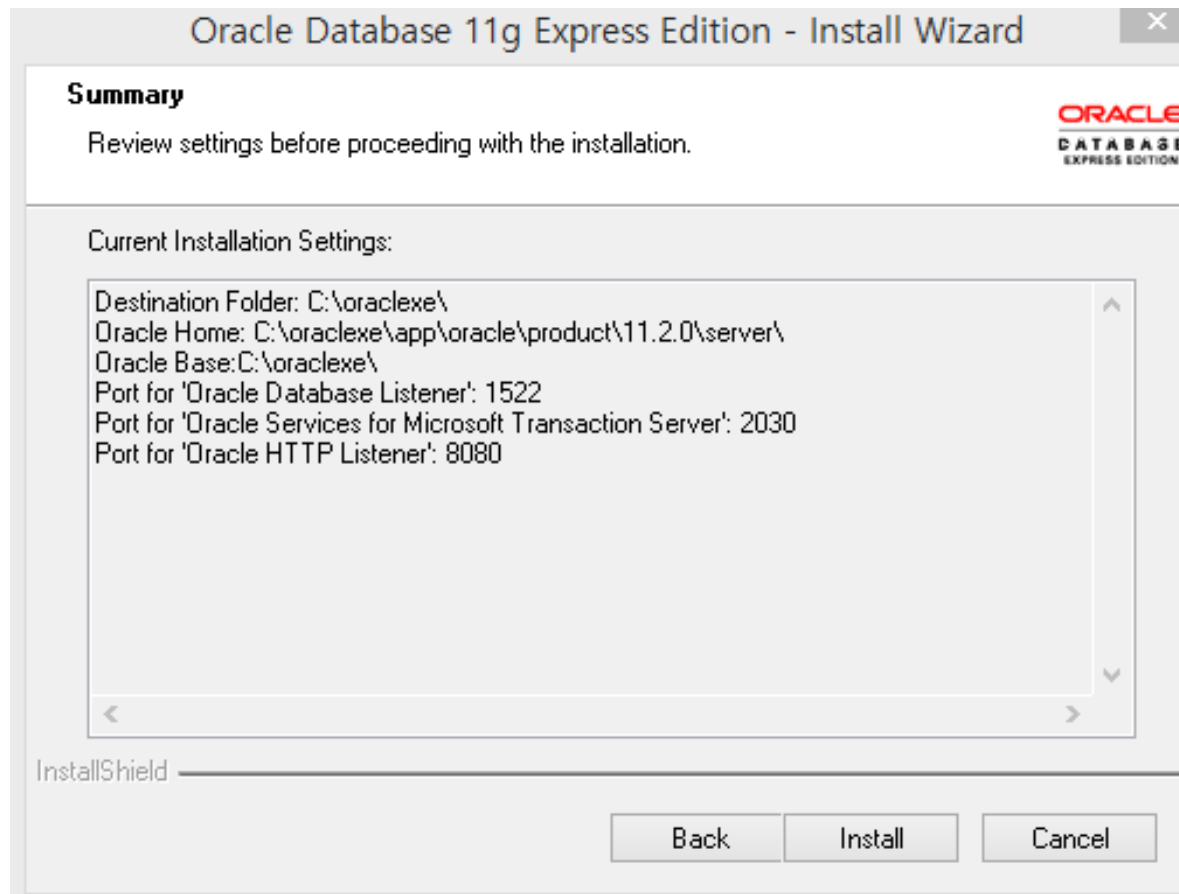 Oracle Database 11g Express Edition - Install Wizard
Summary
Review settings before proceeding with the installation.
ORACLE
DATABASE
EXPRESS EDITION
Current Installation Settings:
Destination Folder: C:\oraclexe\
Oracle Home: C:\oraclexe\app\oracle\product\11.2.0\server\
Oracle Base:C:\oraclexe\
Port for 'Oracle Database Listener': 1522
Port for 'Oracle Services for Microsoft Transaction Server': 2030
Port for 'Oracle HTTP Listener': 8080
InstallShield
Back
Install
Cancel